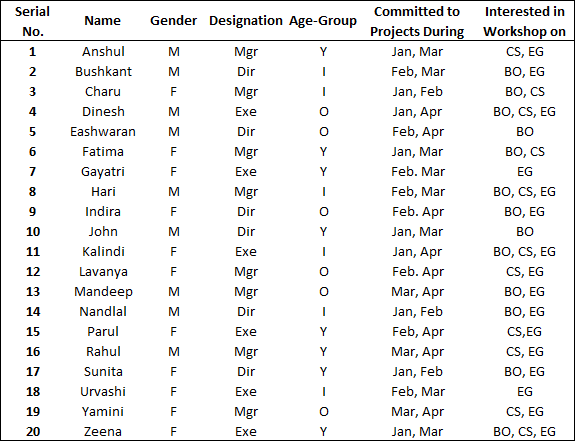 Serial No. Name Gender Designation Age-Group Committed to Projects During Interested in Workshop on
1 Anshul M Mgr Y Jan, Mar CS, EG
2 Bushkant M Dir I Feb, Mar BO, EG
3 Charu F Mgr I Jan, Feb BO, CS
4 Dinesh M Exe O Jan, Apr BO, CS, EG
5 Eashwaran M Dir O Feb, Apr BO
6 Fatima F Mgr Y Jan, Mar BO, CS
7 Gayatri F Exe Y Feb. Mar EG
8 Hari M Mgr I Feb, Mar BO, CS, EG
9 Indira F Dir O Feb. Apr BO, EG
10 John M Dir Y Jan, Mar BO
11 Kalindi F Exe I Jan, Apr BO, CS, EG
12 Lavanya F Mgr O Feb. Apr CS, EG
13 Mandeep M Mgr O Mar, Apr BO, EG
14 Nandlal M Dir I Jan, Feb BO, EG
15 Parul F Exe Y Feb, Apr CS,EG
16 Rahul M Mgr Y Mar, Apr CS, EG
17 Sunita F Dir Y Jan, Feb BO, EG
18 Urvashi F Exe I Feb, Mar EG
19 Yamini F Mgr O Mar, Apr CS, EG
20 Zeena F Exe Y Jan, Mar BO, CS, EG